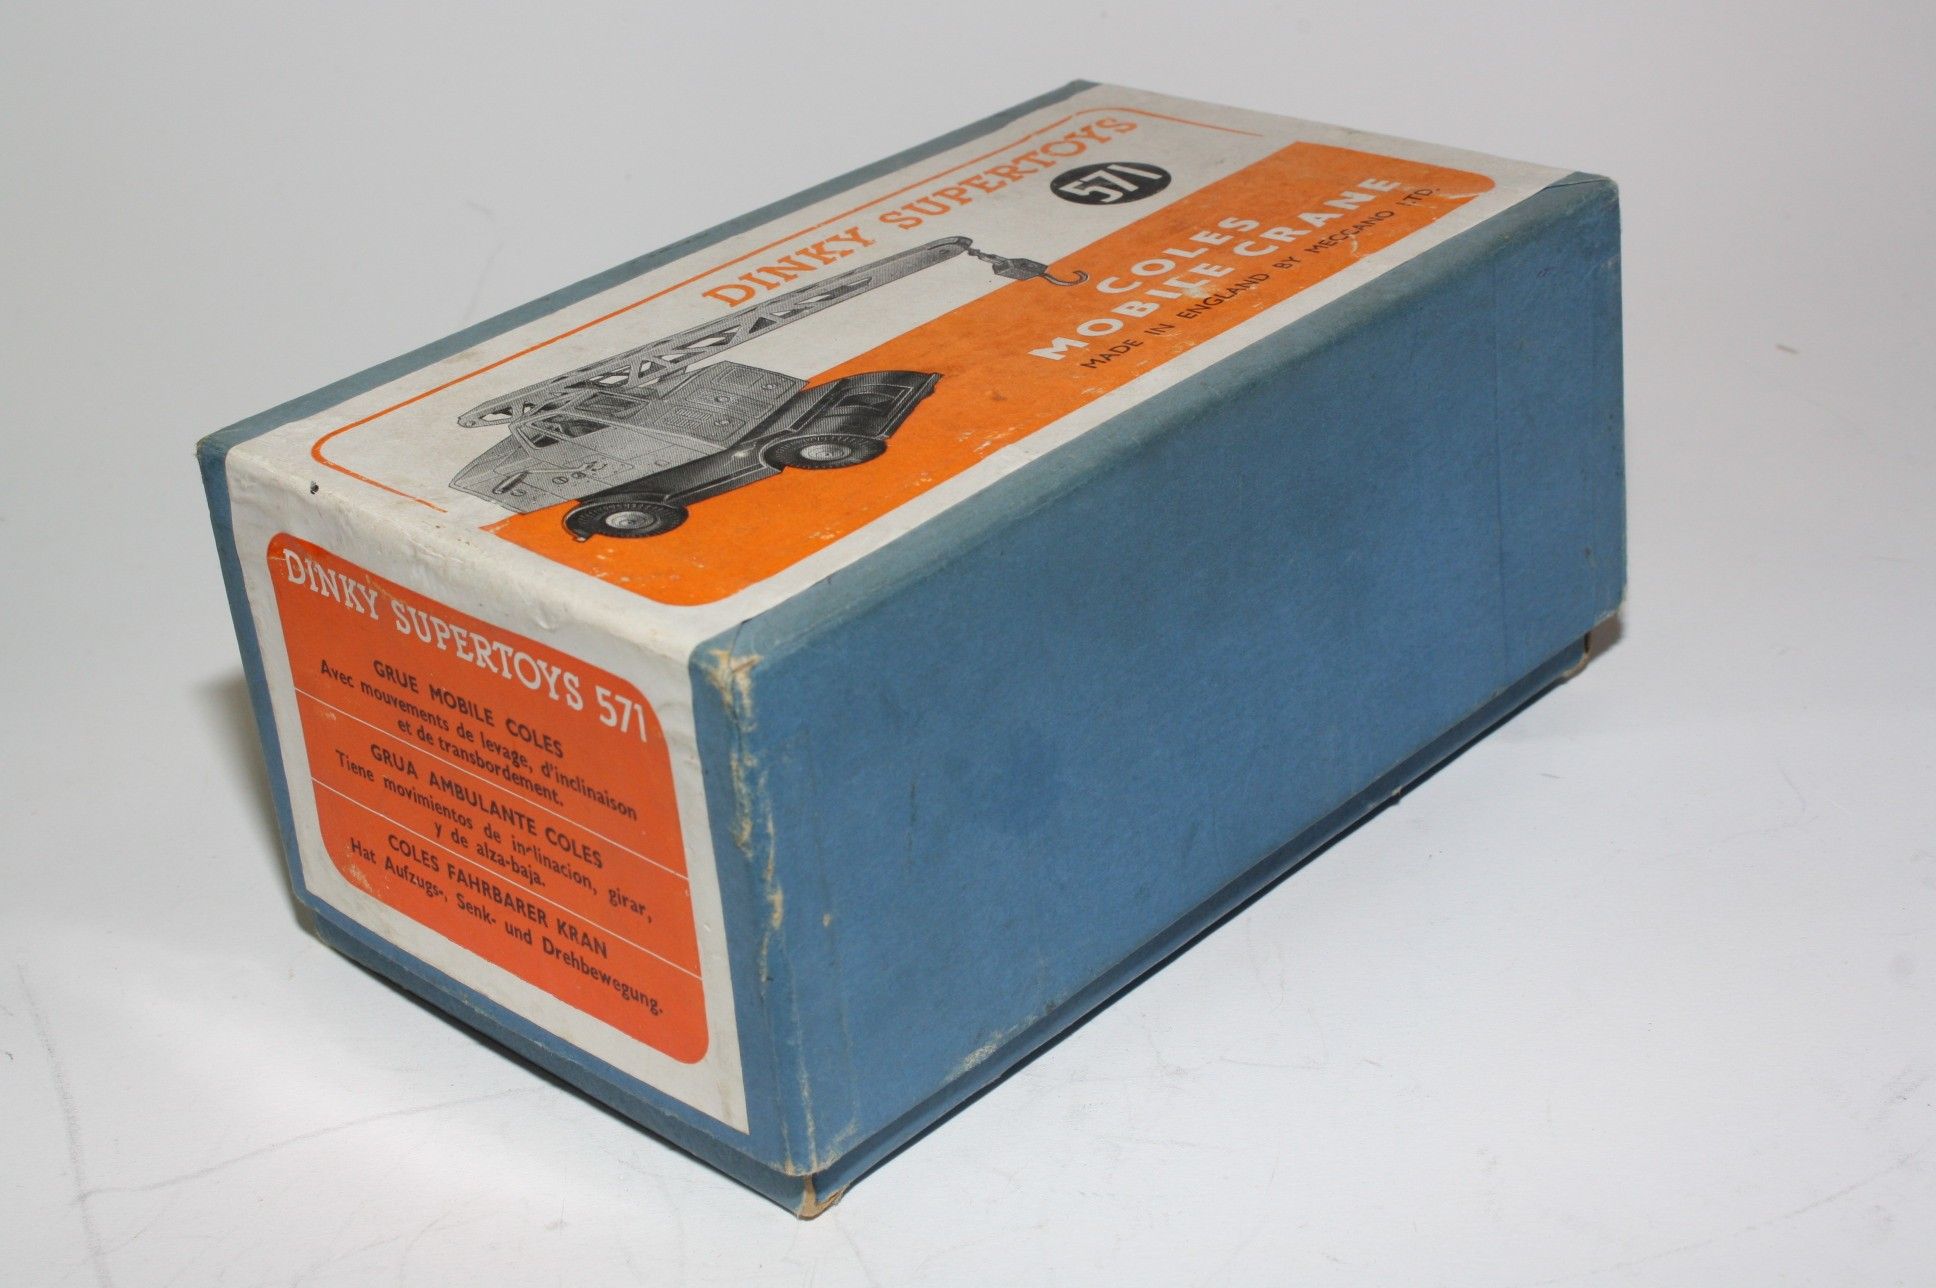 DINKY SUPERTOYS
571
COLES
MOBILE CRANE
MADE IN ENGLAND BY MECCANO LTD.
DINKY SUPERTOYS 571
GRUE MOBILE COLES
Avec mouvements de levage, d'inclinaison
et de transbordement.
GRUA AMBULANTE COLES
Tiene movimientos de inclinacion, girar,
y de alza-baja.
COLES FAHRBARER KRAN
Hat Aufzugs-, Senk- und Drehbewegung.